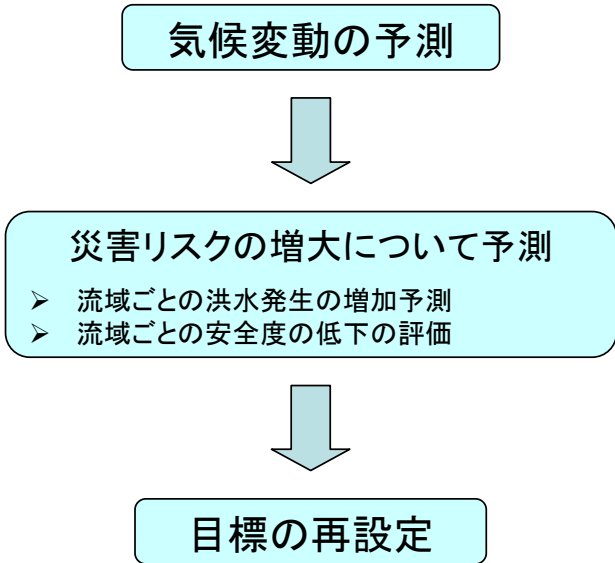 気候変動の予測
災害リスクの増大について予測
➢ 流域ごとの洪水発生の増加予測
➢ 流域ごとの安全度の低下の評価
目標の再設定